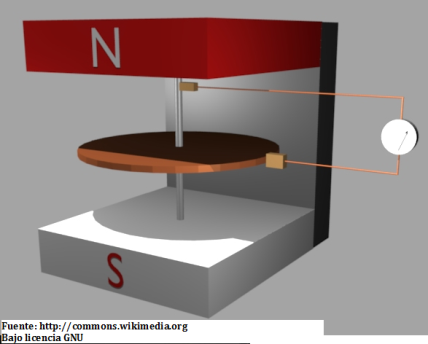 N
S
Fuente: http://commons.wikimedia.org
Bajo licencia GNU